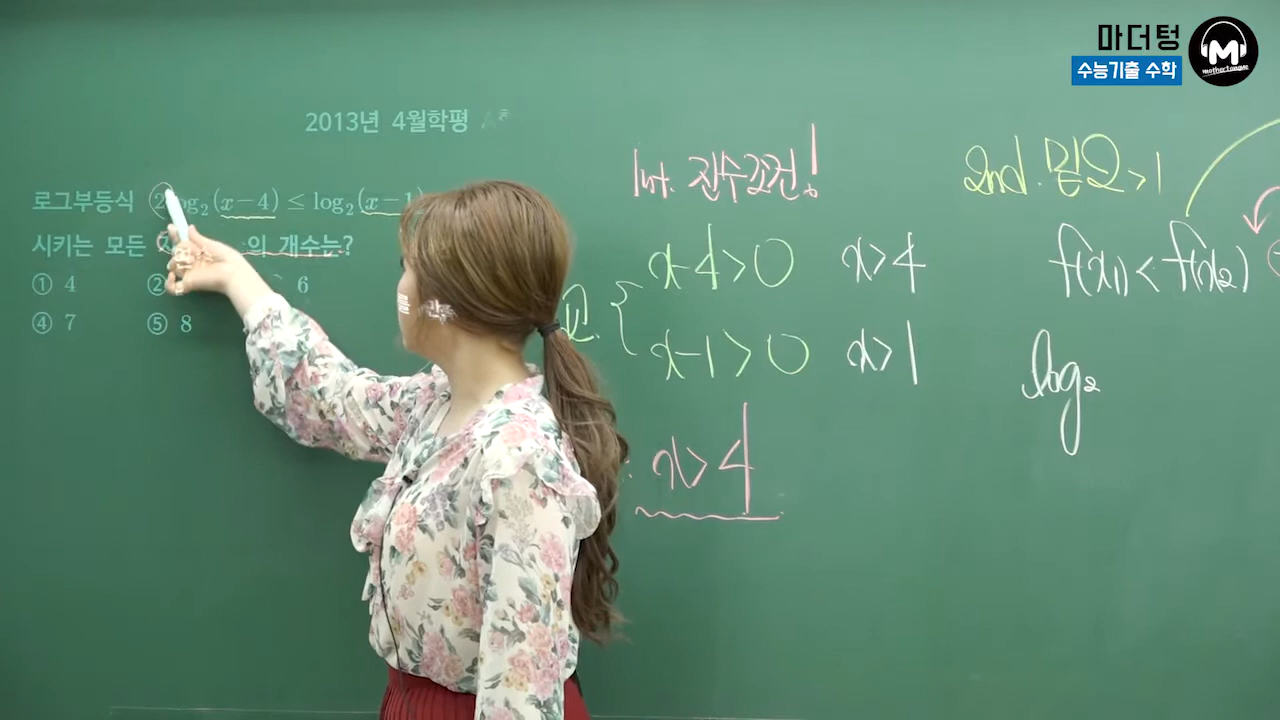 마더텅
수능기출 수학
M
mother tongue
2013년 4월학평
로그부등식 2log₂(x-4) ≤ log₂(x-1)
시키는 모든 의 개수는?
① 4 ② 6
④ 7 ⑤ 8
1st. 진수조건!
x-4>0 x>4
x-1>0 x>1
x>4
2nd. 밑 2>1
f(x₁)<f(x₂)
log₂